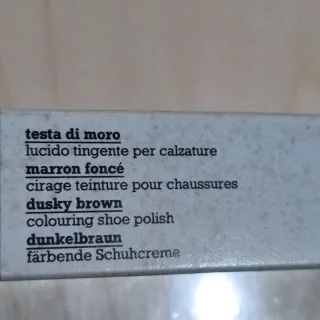 testa di moro
lucido tingente per calzature
marron foncé
cirage teinture pour chaussures
dusky brown
colouring shoe polish
dunkelbraun
färbende Schuhcreme